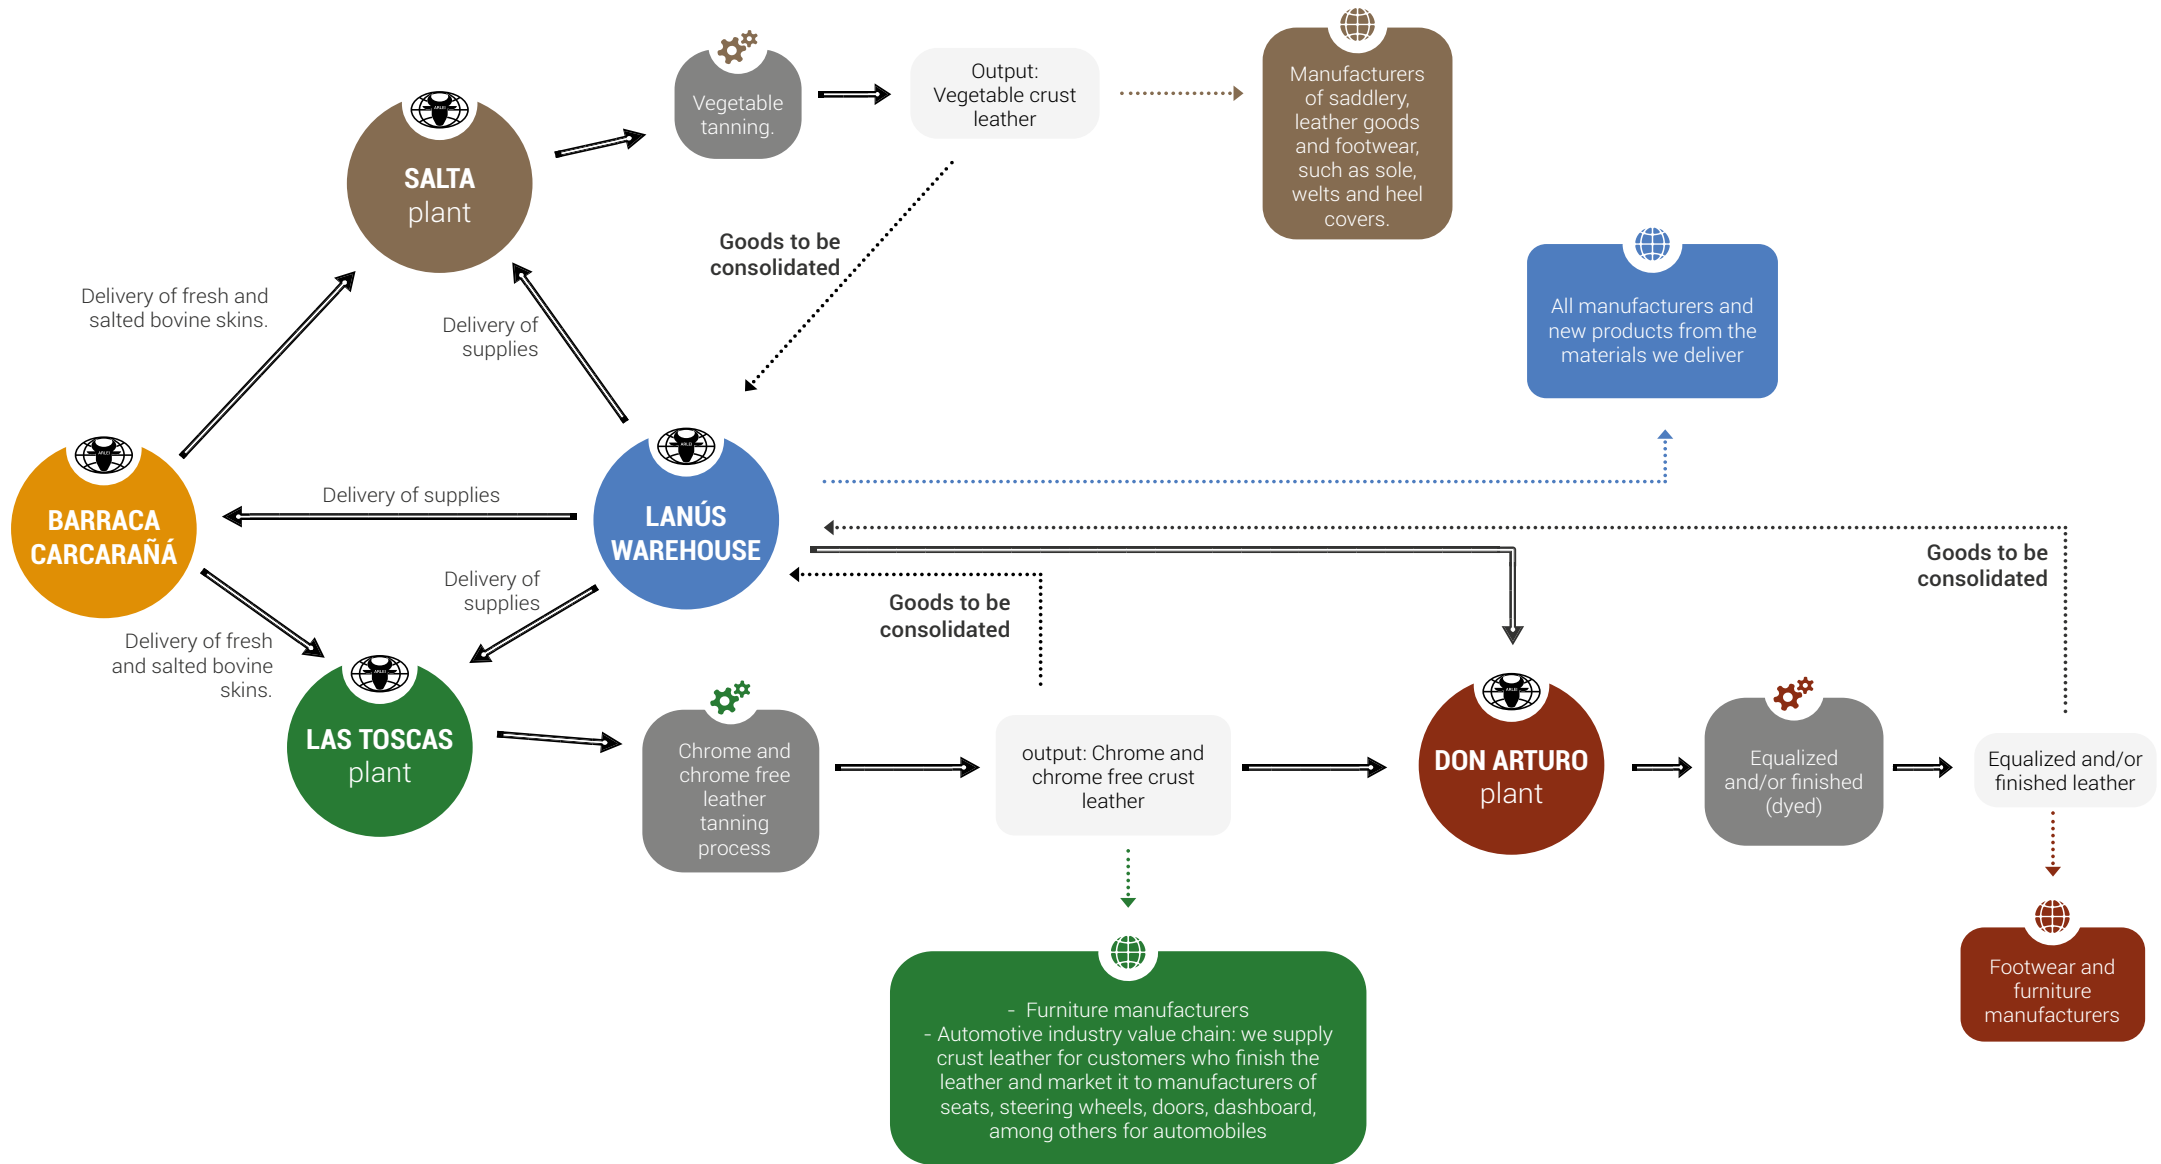 Vegetable
tanning.
Output:
Vegetable crust
leather
Manufacturers
of saddlery,
leather goods
and footwear,
such as sole,
welts and heel
covers.
ARLEI
SALTA
plant
Goods to be
consolidated
Delivery of fresh and
salted bovine skins.
Delivery of
supplies
All manufacturers and
new products from the
materials we deliver
ARLEI
BARRACA
CARCARAÑÁ
Delivery of supplies
ARLEI
LANÚS
WAREHOUSE
Goods to be
consolidated
Delivery of
supplies
Goods to be
consolidated
Delivery of fresh
and salted bovine
skins.
ARLEI
LAS TOSCAS
plant
Chrome and
chrome free
leather
tanning
process
output: Chrome and
chrome free crust
leather
ARLEI
DON ARTURO
plant
Equalized
and/or finished
(dyed)
Equalized and/or
finished leather
- Furniture manufacturers
- Automotive industry value chain: we supply
crust leather for customers who finish the
leather and market it to manufacturers of
seats, steering wheels, doors, dashboard,
among others for automobiles
Footwear and
furniture
manufacturers